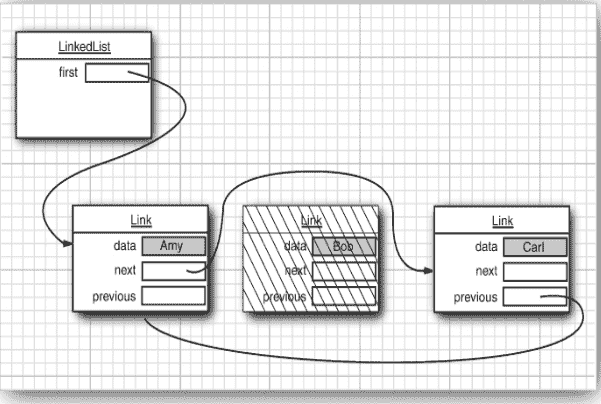 LinkedList
first
Link
data Amy
next
previous
Link
data Bob
next
previous
Link
data Carl
next
previous